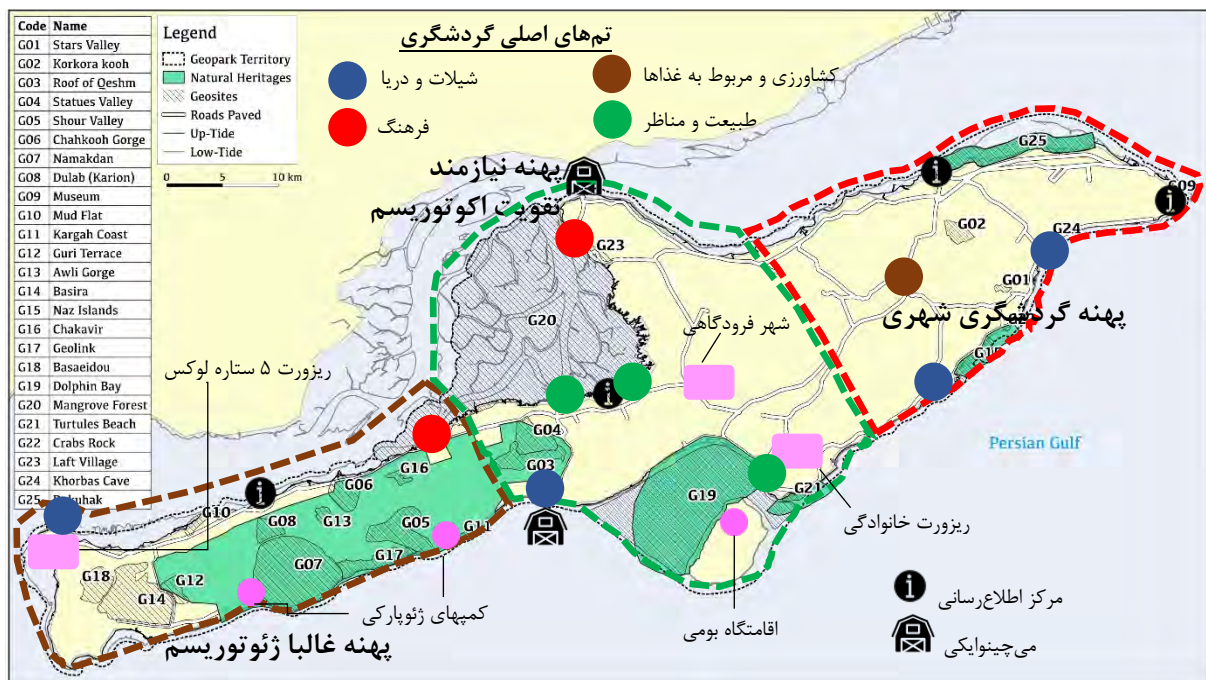 Code Name
G01 Stars Valley
G02 Korkora kooh
G03 Roof of Qeshm
G04 Statues Valley
G05 Shour Valley
G06 Chahkooh Gorge
G07 Namakdan
G08 Dulab (Karion)
G09 Museum
G10 Mud Flat
G11 Kargah Coast
G12 Guri Terrace
G13 Awli Gorge
G14 Basira
G15 Naz Islands
G16 Chakavir
G17 Geolink
G18 Basaeidou
G19 Dolphin Bay
G20 Mangrove Forest
G21 Turtules Beach
G22 Crabs Rock
G23 Laft Village
G24 Khorbas Cave
G25
Legend
Geopark Territory
Natural Heritages
Geosites
Roads Paved
Up-Tide
Low-Tide
0 5 10 km
تم‌های اصلی گردشگری
شیلات و دریا
کشاورزی و مربوط به غذاها
فرهنگ
طبیعت و مناظر
پهنه نیازمند
تقویت اکوتوریسم
G25
G09
G02
G24
G23
G01
G20
شهر فرودگاهی
پهنه گردشگری شهری
ریزورت ۵ ستاره لوکس
Persian Gulf
G04
G03
G16
G06
G19
G21
G10
G08
G13
G05
G11
G07
G17
G18
G12
G14
ریزورت خانوادگی
کمپهای ژئوپارکی
اقامتگاه بومی
پهنه غالبا ژئوتوریسم
مرکز اطلاع‌رسانی
می‌چینوایکی